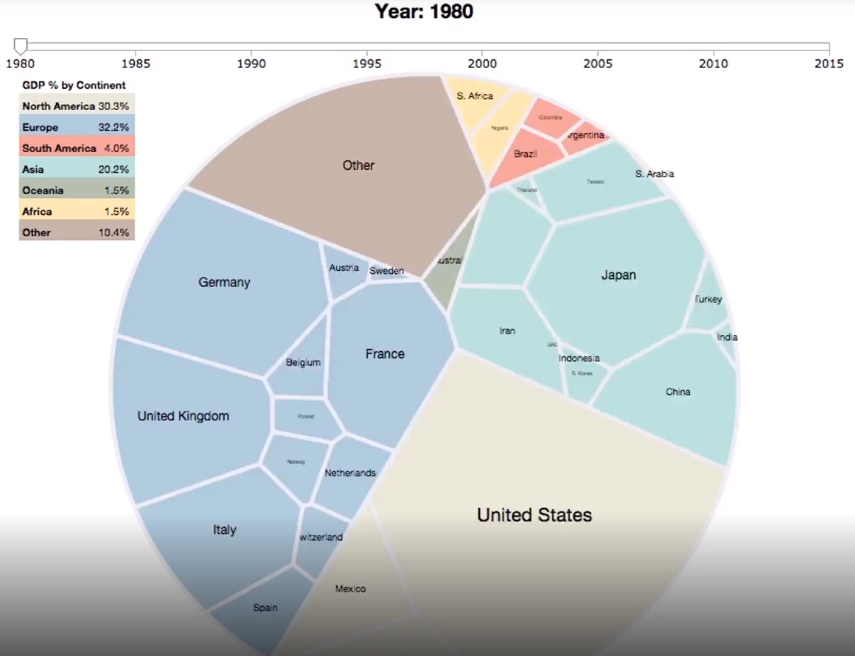 Year: 1980
1980 1985 1990 1995 2000 2005 2010 2015
GDP % by Continent
North America 30.3%
Europe 32.2%
South America 4.0%
Asia 20.2%
Oceania 1.5%
Africa 1.5%
Other 10.4%
S. Africa
Nigeria
Colombia
rgentina
Brazil
Other
S. Arabia
Thailand
Taiwan
Germany
Austria
Sweden
ustral
Japan
Turkey
India
Iran
UAE
Indonesia
S. Korea
China
France
Belgium
United Kingdom
Poland
Norway
Netherlands
Italy
witzerland
United States
Mexico
Spain